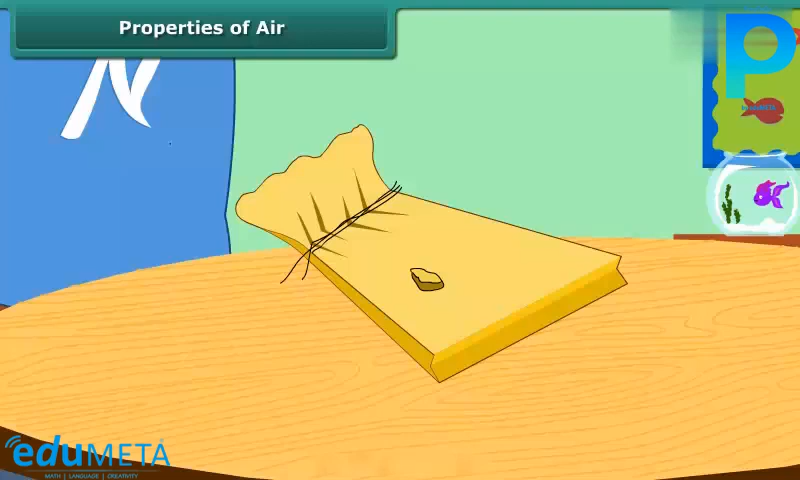 Properties of Air
P
eduMETA
MATH | LANGUAGE | CREATIVITY